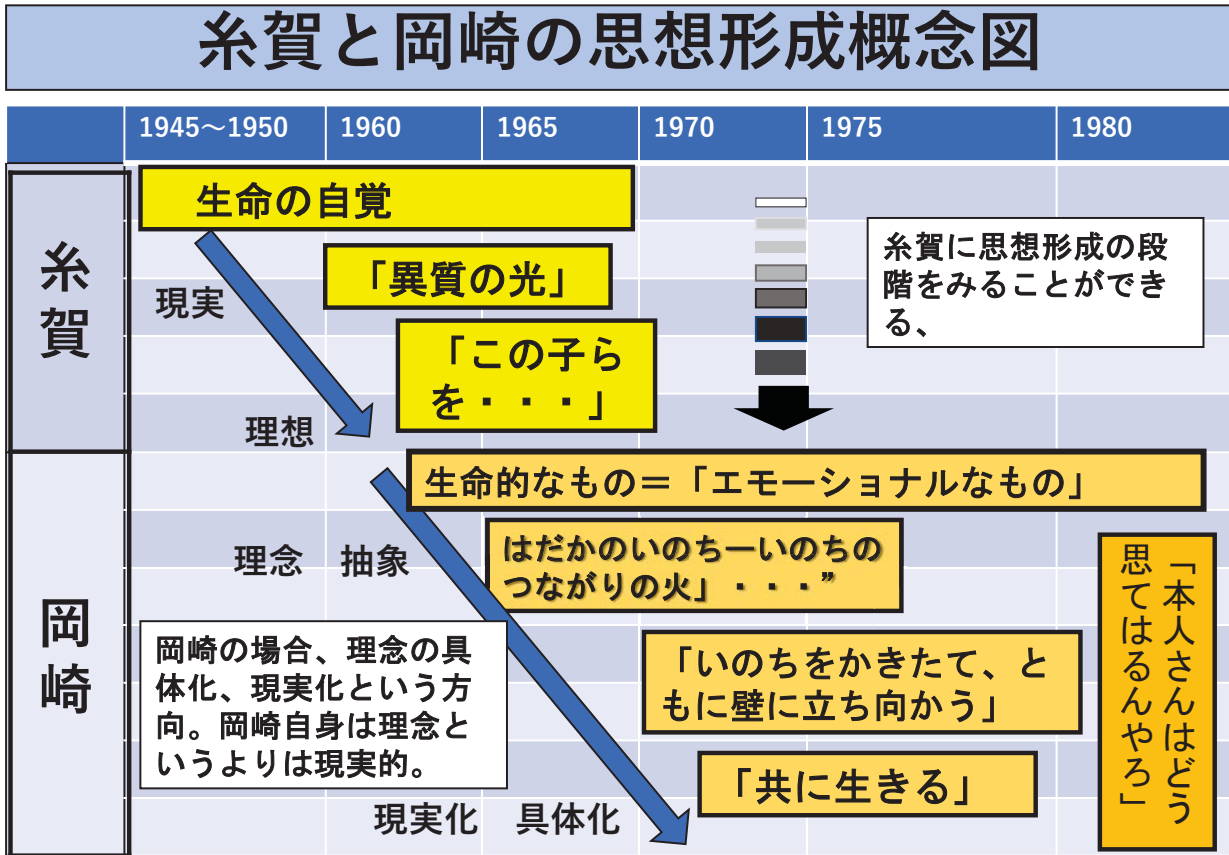 糸賀と岡崎の思想形成概念図
1945～1950
1960
1965
1970
1975
1980
糸賀
生命の自覚
「異質の光」
「この子ら
を・・・」
現実
理想
糸賀に思想形成の段
階をみることができ
る、
岡崎
生命的なもの＝「エモーショナルなもの」
はだかのいのちーいのちの
つながりの火」・・・”
「いのちをかきたて、と
もに壁に立ち向かう」
「共に生きる」
「本人さんはどう
思てはるんやろ」
理念　抽象
岡崎の場合、理念の具
体化、現実化という方
向。岡崎自身は理念と
いうよりは現実的。
現実化　具体化